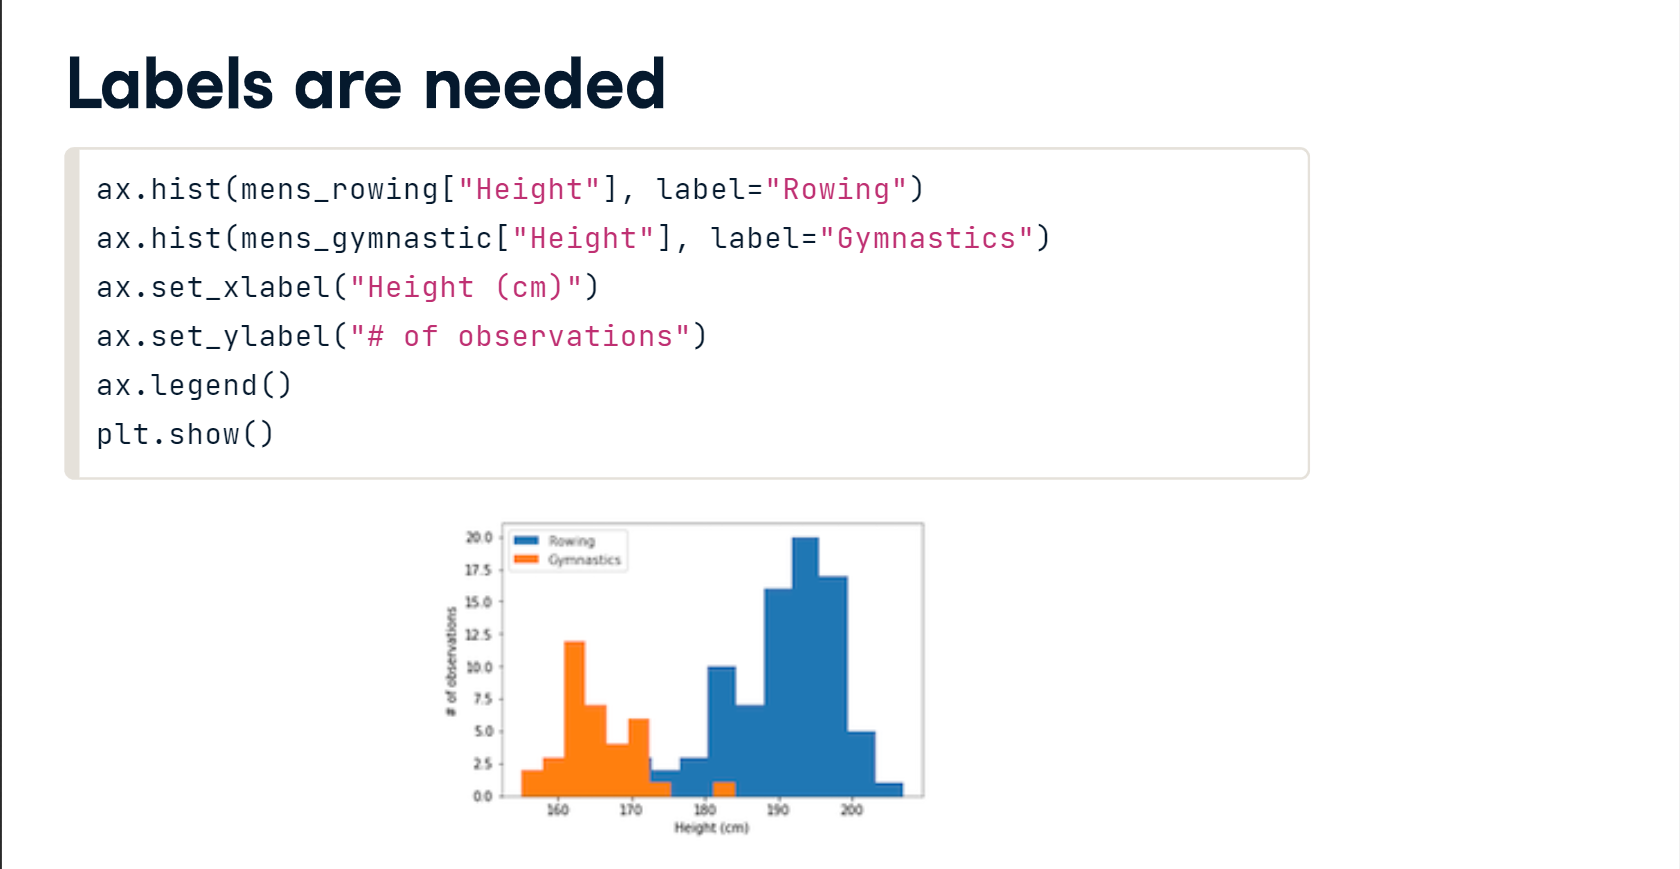 Labels are needed
ax.hist(mens_rowing["Height"], label="Rowing")
ax.hist(mens_gymnastic["Height"], label="Gymnastics")
ax.set_xlabel("Height (cm)")
ax.set_ylabel("# of observations")
ax.legend()
plt.show()
Rowing
Gymnastics
# of observations
20.0
17.5
15.0
12.5
10.0
7.5
5.0
2.5
0.0
160 170 180 190 200
Height (cm)